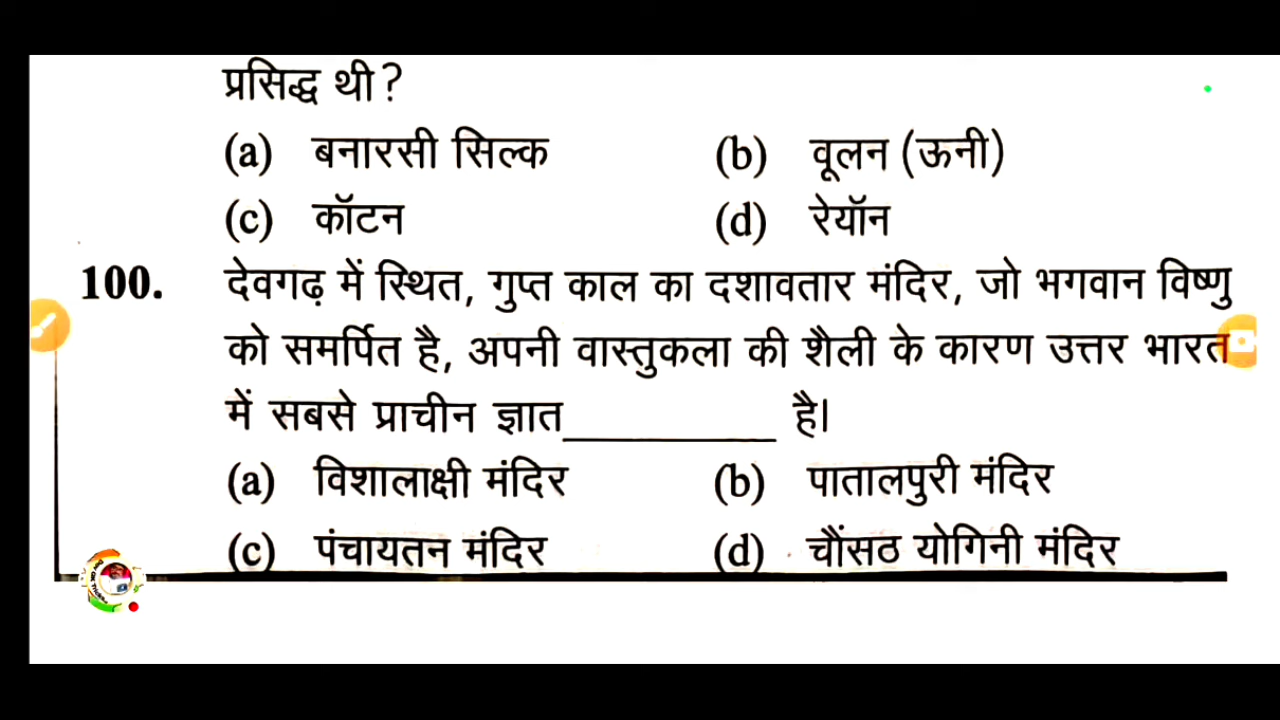 प्रसिद्ध थी?
(a) बनारसी सिल्क (b) वूलन (ऊनी)
(c) कॉटन (d) रेयॉन
100. देवगढ़ में स्थित, गुप्त काल का दशावतार मंदिर, जो भगवान विष्णु
को समर्पित है, अपनी वास्तुकला की शैली के कारण उत्तर भारत
में सबसे प्राचीन ज्ञात__________ है।
(a) विशालाक्षी मंदिर (b) पातालपुरी मंदिर
(c) पंचायतन मंदिर (d) चौंसठ योगिनी मंदिर